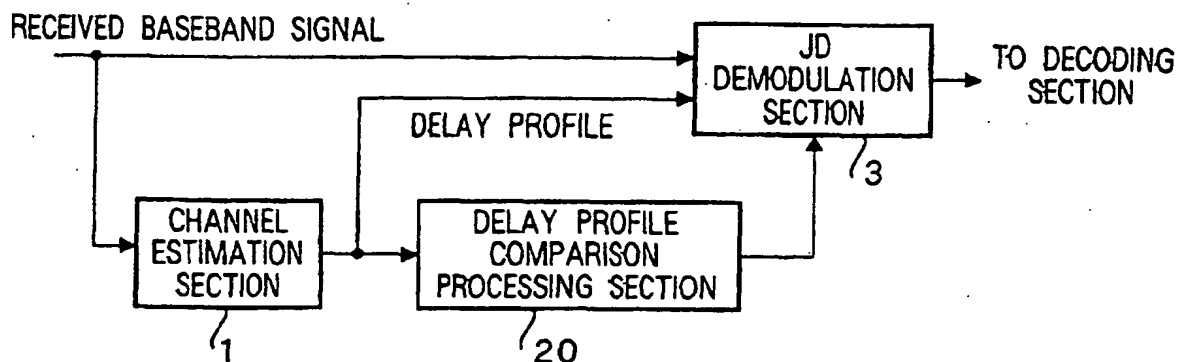 RECEIVED BASEBAND SIGNAL
JD
DEMODULATION
SECTION
TO DECODING
SECTION
DELAY PROFILE
3
CHANNEL
ESTIMATION
SECTION
DELAY PROFILE
COMPARISON
PROCESSING SECTION
1
20